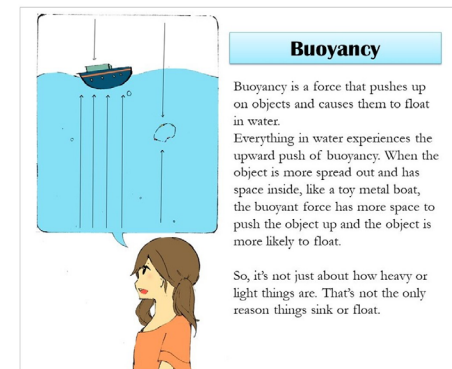 Buoyancy
Buoyancy is a force that pushes up
on objects and causes them to float
in water.
Everything in water experiences the
upward push of buoyancy. When the
object is more spread out and has
space inside, like a toy metal boat,
the buoyant force has more space to
push the object up and the object is
more likely to float.
So, it's not just about how heavy or
light things are. That's not the only
reason things sink or float.